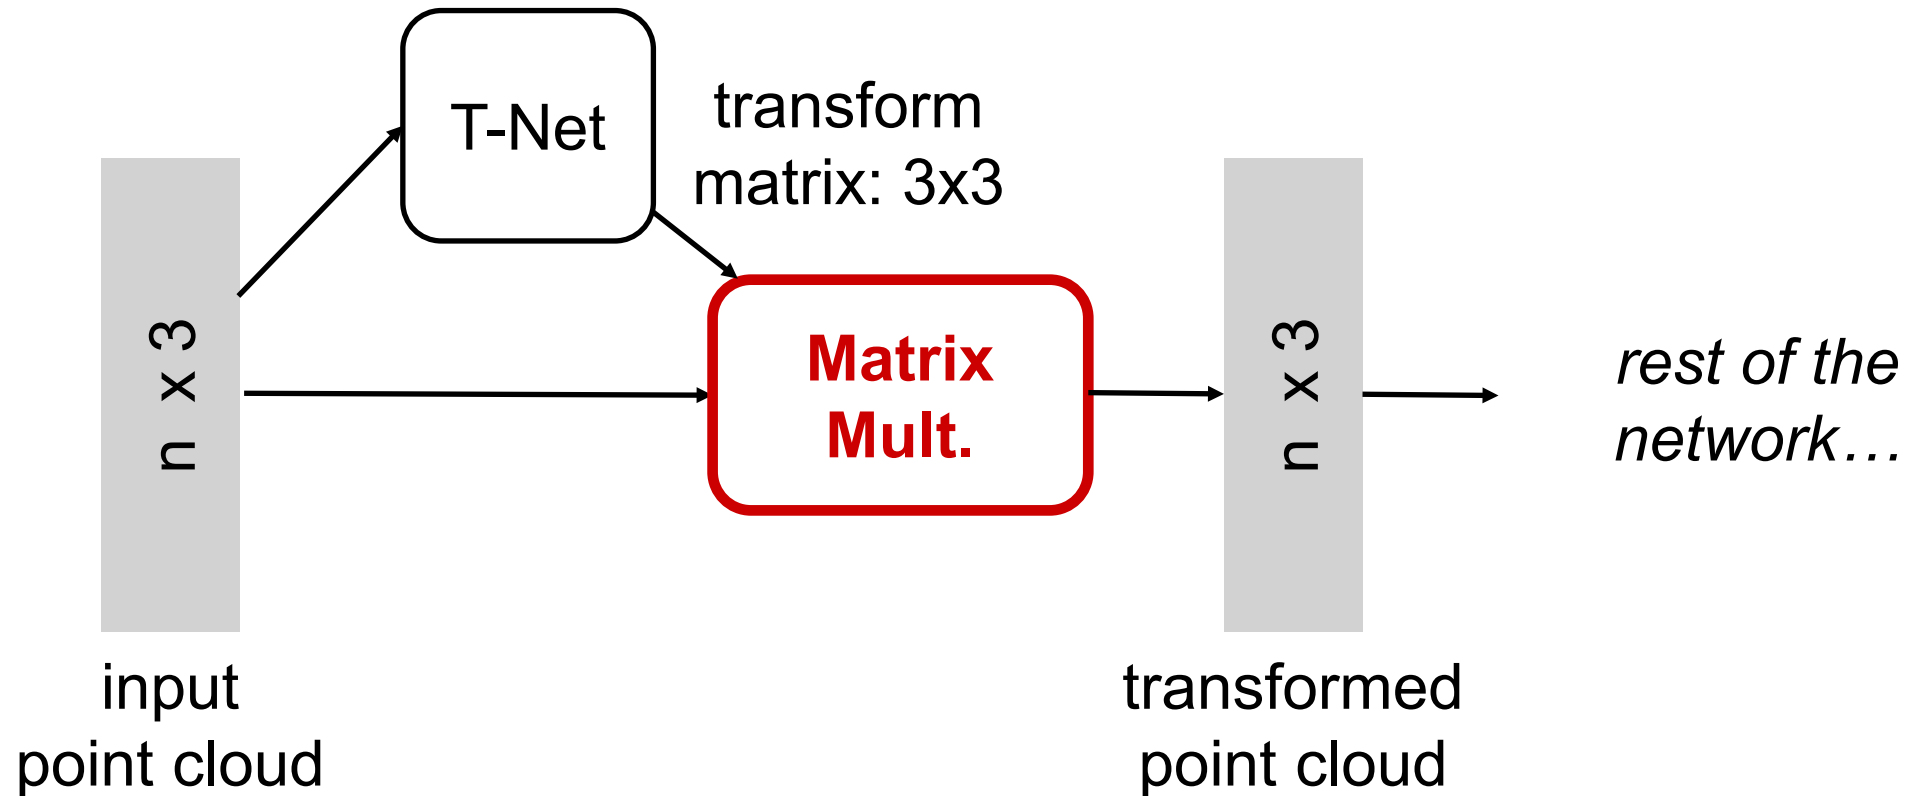 T-Net
transform
matrix: 3x3
n x 3
Matrix
Mult.
n x 3
rest of the
network…
input
point cloud
transformed
point cloud